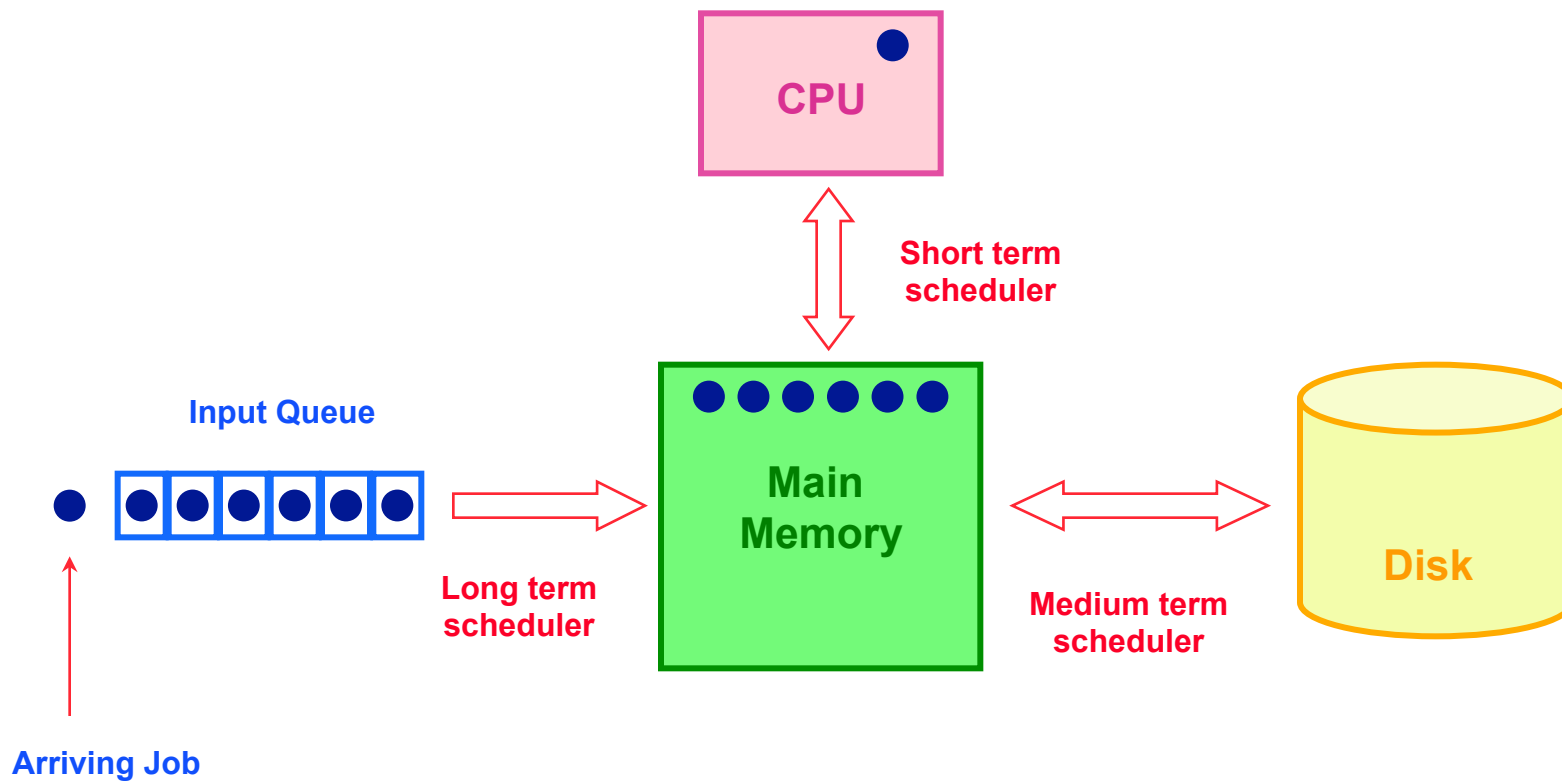 CPU
Short term
scheduler
Input Queue
Main
Memory
Long term
scheduler
Disk
Medium term
scheduler
Arriving Job